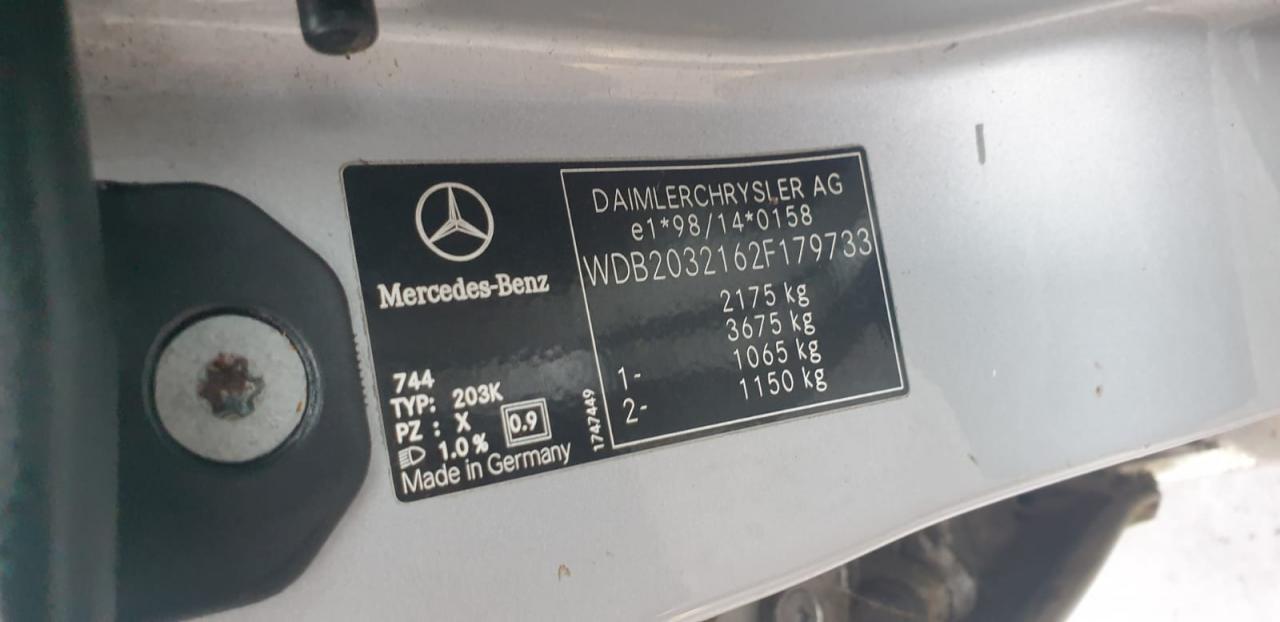 Mercedes-Benz
744
TYP: 203K
PZ : X
1.0%
0.9
Made in Germany
1747449
DAIMLERCHRYSLER AG
e1*98/14*0158
WDB2032162F179733
2175 kg
3675 kg
1- 1065 kg
2- 1150 kg